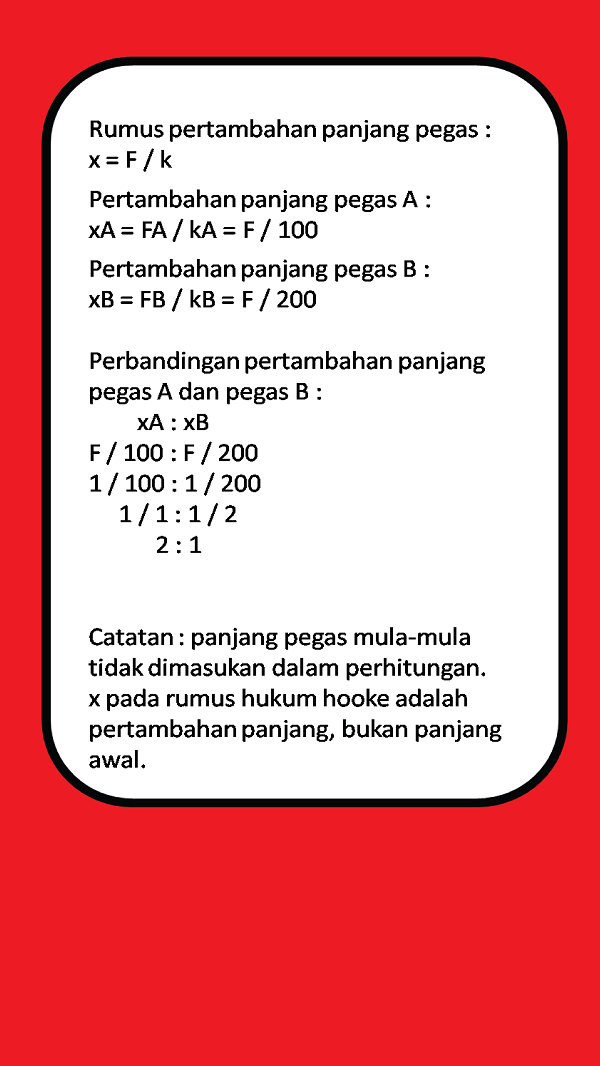 Rumus pertambahan panjang pegas :
x = F / k
Pertambahan panjang pegas A :
xA = FA / kA = F / 100
Pertambahan panjang pegas B :
xB = FB / kB = F / 200
Perbandingan pertambahan panjang
pegas A dan pegas B :
xA : xB
F / 100 : F / 200
1 / 100 : 1 / 200
1 / 1 : 1 / 2
2 : 1
Catatan : panjang pegas mula-mula
tidak dimasukan dalam perhitungan.
x pada rumus hukum hooke adalah
pertambahan panjang, bukan panjang
awal.